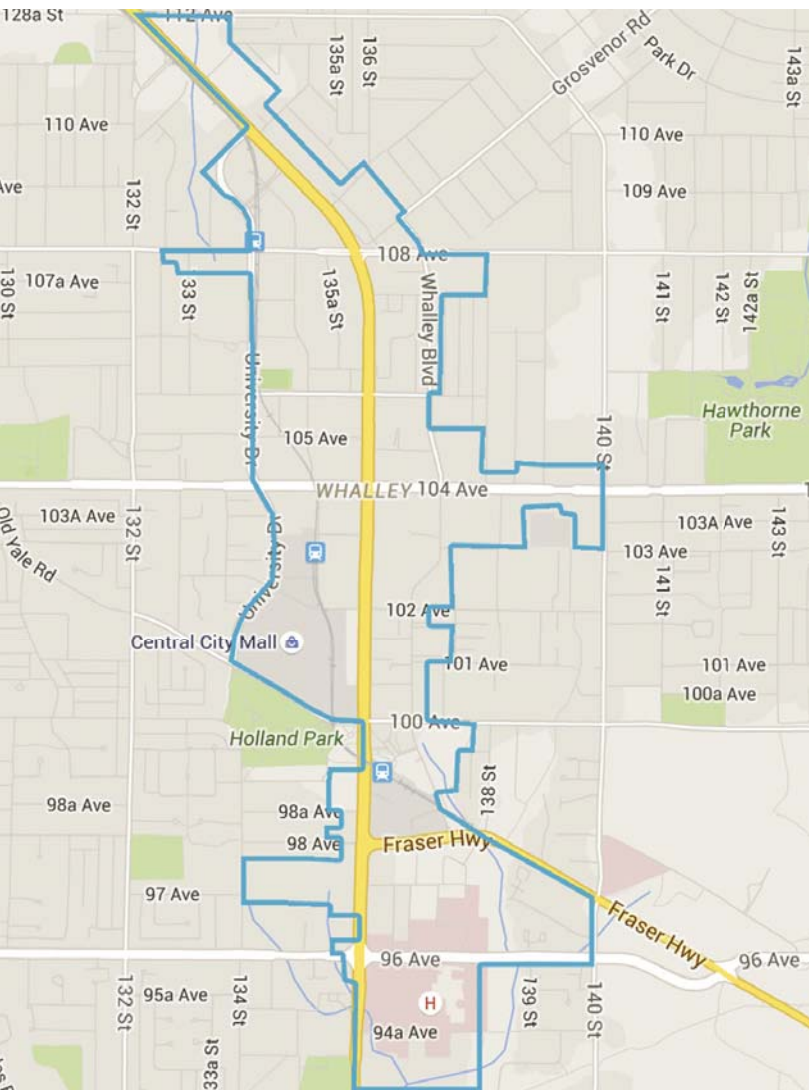 128a St
112 Ave
Grosvenor Rd
Park Dr
135a St
136 St
143a St
110 Ave
110 Ave
Ave
132 St
109 Ave
108 Ave
130 St
107a Ave
33 St
135a St
Whalley Blvd
141 St
142 St
142a St
University Dr
Hawthorne
Park
105 Ave
140 St
WHALLEY
104 Ave
Old Yale Rd
103A Ave
132 St
University Dr
103A Ave
143 St
103 Ave
141 St
102 Ave
Central City Mall
101 Ave
101 Ave
100a Ave
100 Ave
Holland Park
138 St
98a Ave
98a Ave
98 Ave
Fraser Hwy
97 Ave
Fraser Hwy
96 Ave
96 Ave
132 St
95a Ave
134 St
H
139 St
140 St
94a Ave
33a St